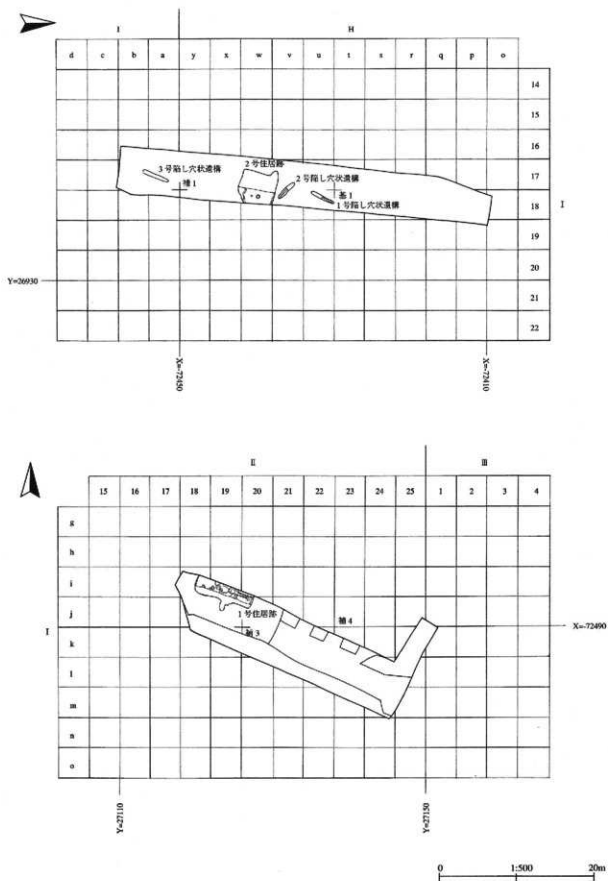 I H
d c b a y x w v u t s r q p o
14
15
16
17
18
19
20
21
22
I
3号陥し穴状遺構
補1
2号住居跡
2号陥し穴状遺構
基1
1号陥し穴状遺構
Y=26930
X=-72450
X=-72410
II III
15 16 17 18 19 20 21 22 23 24 25 1 2 3 4
g
h
i
j
k
l
m
n
o
I
1号住居跡
補3
補4
X=-72490
Y=27110
Y=27150
0 1:500 20m